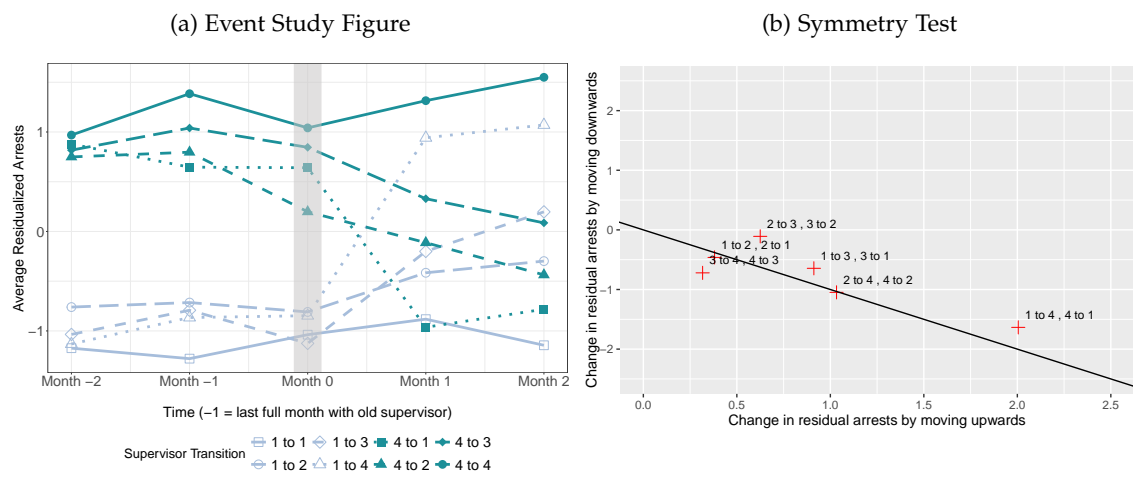 (a) Event Study Figure
Average Residualized Arrests
1
0
−1
Month −2
Month −1
Month 0
Month 1
Month 2
Time (−1 = last full month with old supervisor)
Supervisor Transition
1 to 1
1 to 3
4 to 1
4 to 3
1 to 2
1 to 4
4 to 2
4 to 4
(b) Symmetry Test
Change in residual arrests by moving downwards
2
1
0
−1
−2
2 to 3 , 3 to 2
1 to 2 , 2 to 1
3 to 4 , 4 to 3
1 to 3 , 3 to 1
2 to 4 , 4 to 2
1 to 4 , 4 to 1
0.0
0.5
1.0
1.5
2.0
2.5
Change in residual arrests by moving upwards